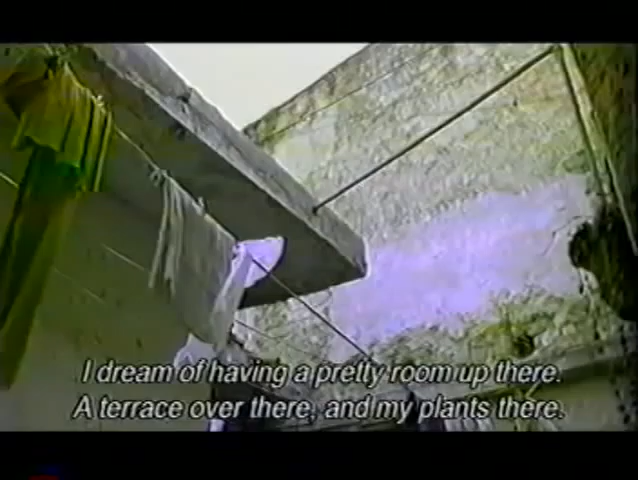 I dream of having a pretty room up there.
A terrace over there, and my plants there.